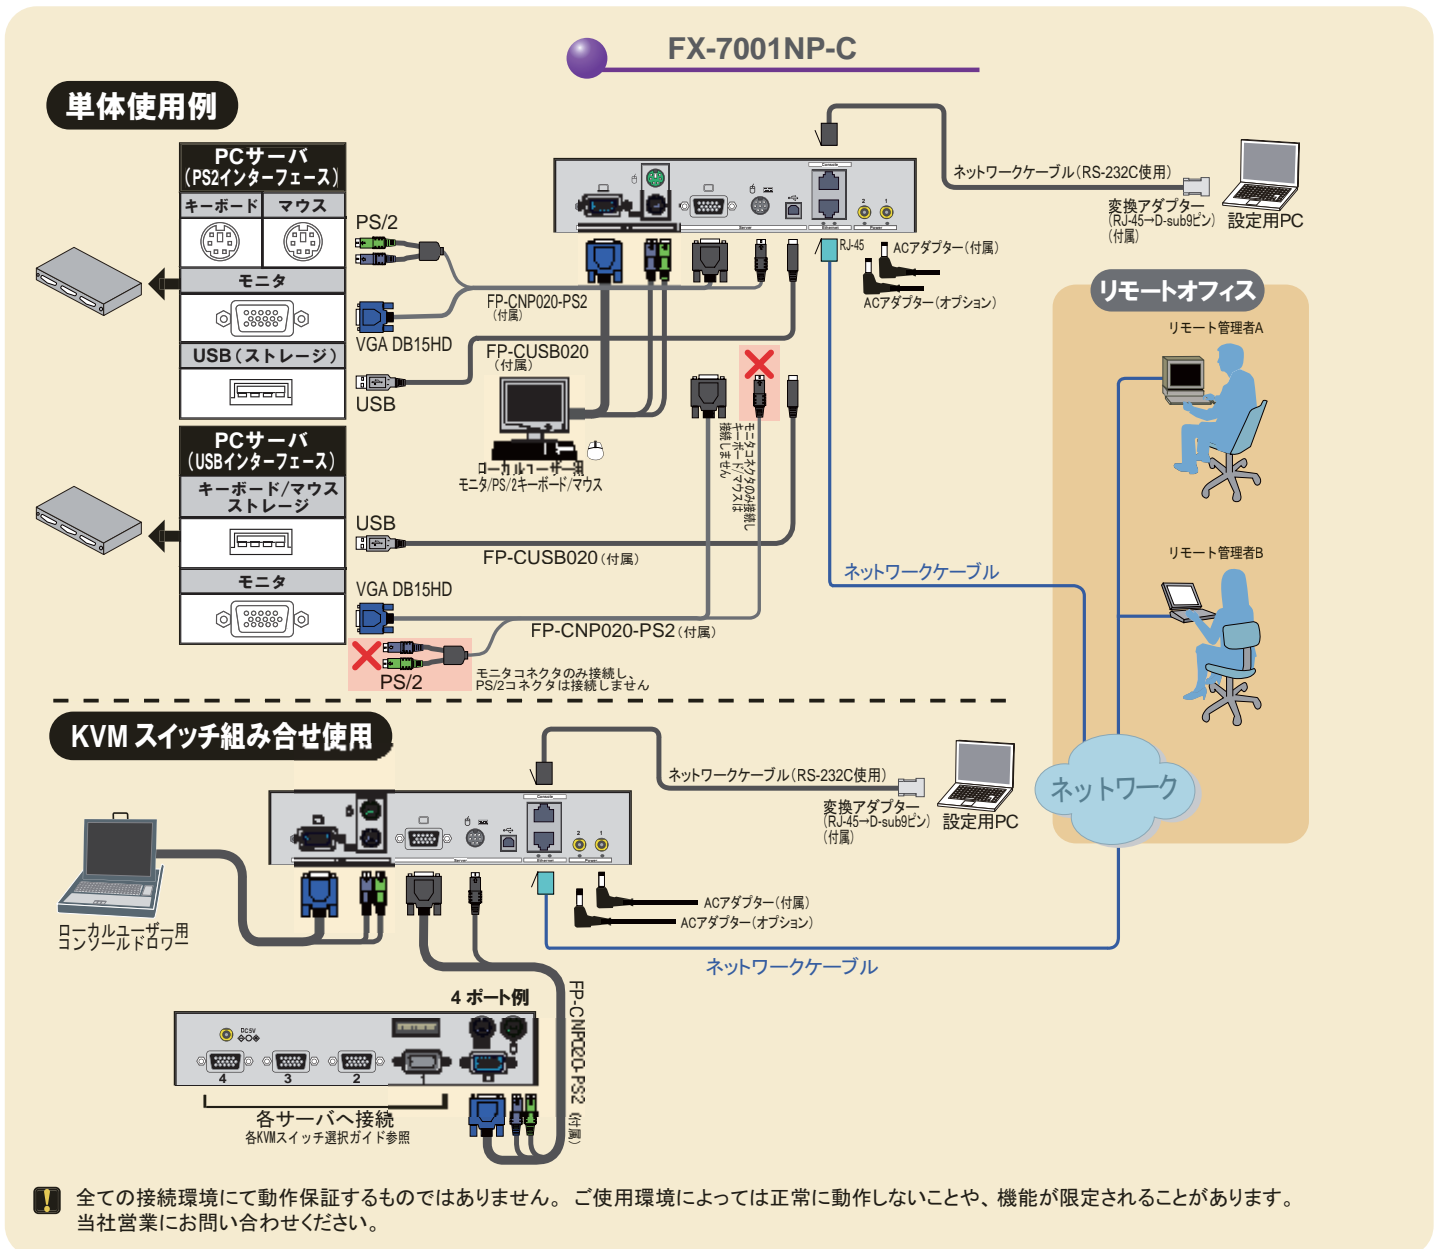 FX-7001NP-C
単体使用例
PCサーバ
(PS2インターフェース)
キーボード
マウス
モニタ
USB(ストレージ)
PS/2
VGA DB15HD
USB
FP-CNP020-PS2
(付属)
FP-CUSB020
(付属)
Console
Server
Ethernet
Power
2
1
RJ-45
ACアダプター(付属)
ACアダプター(オプション)
ネットワークケーブル(RS-232C使用)
変換アダプター
(RJ-45→D-sub9ピン)
(付属)
設定用PC
リモートオフィス
リモート管理者A
リモート管理者B
PCサーバ
(USBインターフェース)
キーボード/マウス
ストレージ
モニタ
USB
VGA DB15HD
FP-CUSB020(付属)
FP-CNP020-PS2(付属)
PS/2
モニタコネクタのみ接続し、
PS/2コネクタは接続しません
ローカルユーザー用
モニタ/PS/2キーボード/マウス
モニタコネクタのみ接続し
キーボード/マウスは
接続しません
ネットワークケーブル
ネットワーク
KVM スイッチ組み合せ使用
ネットワークケーブル(RS-232C使用)
変換アダプター
(RJ-45→D-sub9ピン)
(付属)
設定用PC
Console
Server
Ethernet
Power
2
1
ACアダプター(付属)
ACアダプター(オプション)
ローカルユーザー用
コンソールドロワー
ネットワークケーブル
4 ポート例
FP-CNP020-PS2(付属)
DC5V
4
3
2
1
各サーバへ接続
各KVMスイッチ選択ガイド参照
全ての接続環境にて動作保証するものではありません。ご使用環境によっては正常に動作しないことや、機能が限定されることがあります。
当社営業にお問い合わせください。